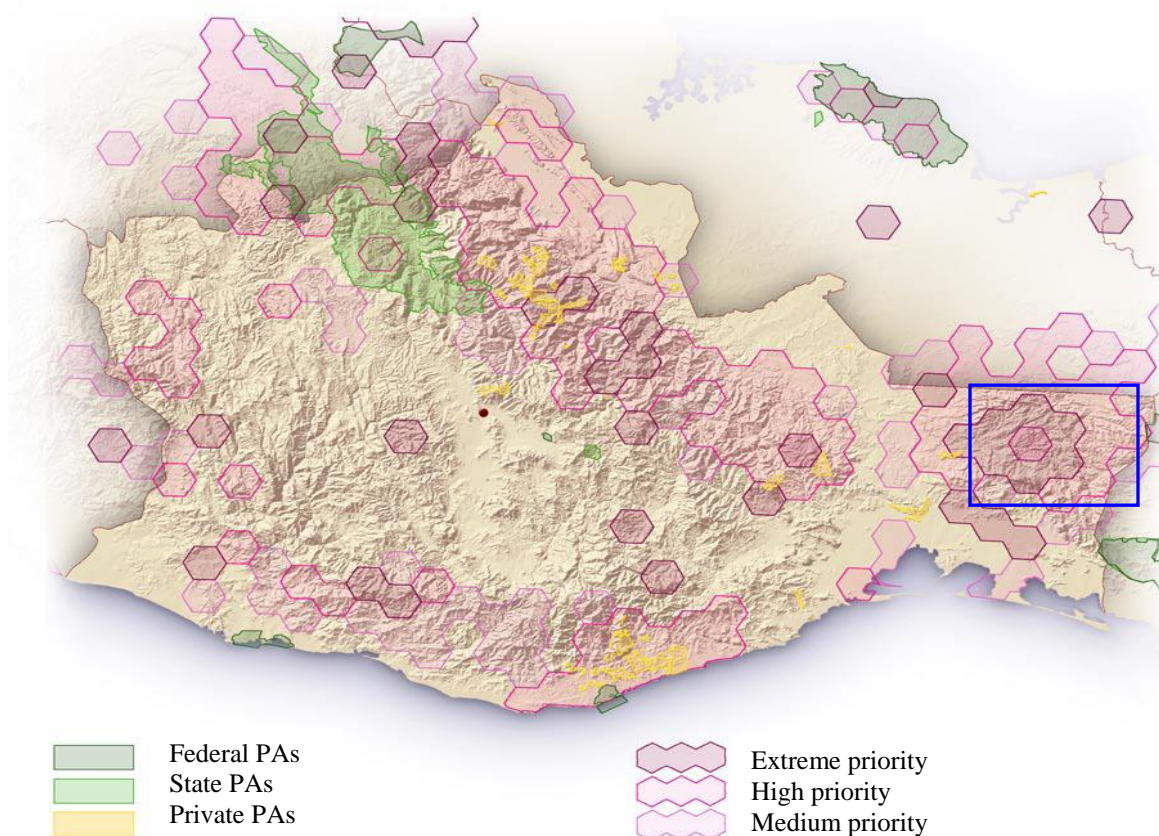 Federal PAs
State PAs
Private PAs
Extreme priority
High priority
Medium priority